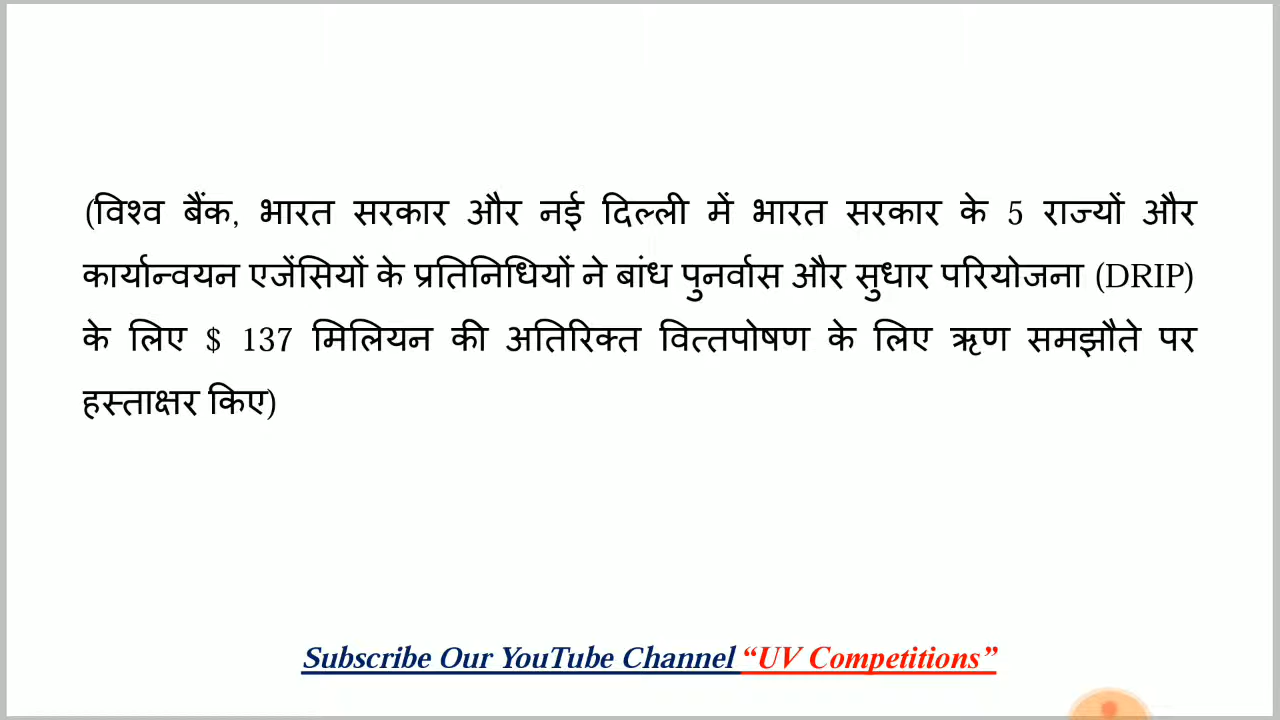 (विश्व बैंक, भारत सरकार और नई दिल्ली में भारत सरकार के 5 राज्यों और
कार्यान्वयन एजेंसियों के प्रतिनिधियों ने बांध पुनर्वास और सुधार परियोजना (DRIP)
के लिए $ 137 मिलियन की अतिरिक्त वित्तपोषण के लिए ऋण समझौते पर
हस्ताक्षर किए)
Subscribe Our YouTube Channel “UV Competitions”